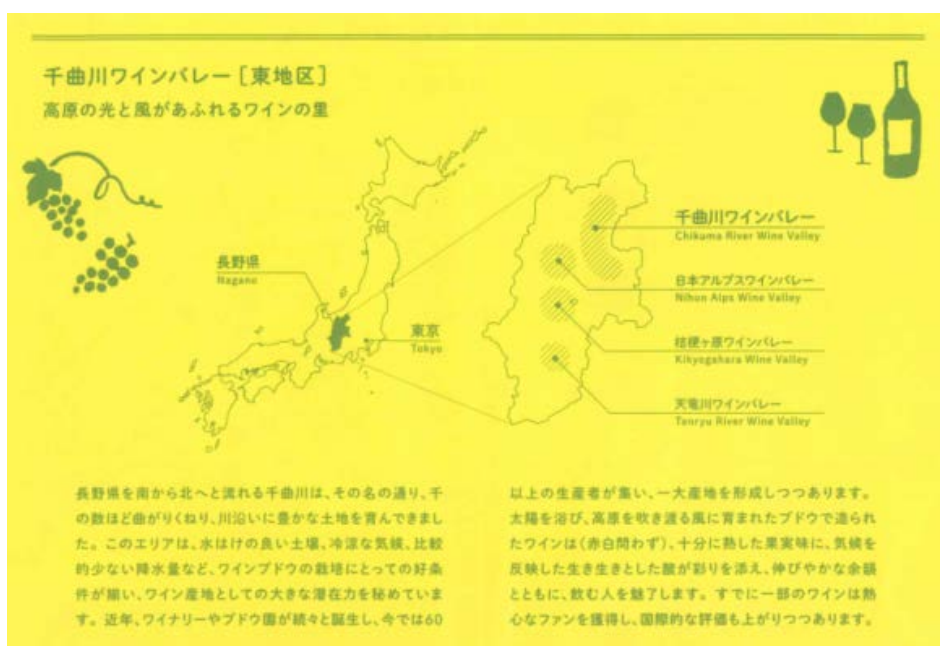 千曲川ワインバレー［東地区］
高原の光と風があふれるワインの里
千曲川ワインバレー
Chikuma River Wine Valley
長野県
Nagano
日本アルプスワインバレー
Nihon Alps Wine Valley
東京
Tokyo
桔梗ヶ原ワインバレー
Kikyogahara Wine Valley
天竜川ワインバレー
Tenryu River Wine Valley
長野県を南から北へと流れる千曲川は、その名の通り、千
の数ほど曲がりくねり、川沿いに豊かな土地を育んできまし
た。このエリアは、水はけの良い土壌、冷涼な気候、比較
的少ない降水量など、ワインブドウの栽培にとっての好条
件が揃い、ワイン産地としての大きな潜在力を秘めていま
す。近年、ワイナリーやブドウ園が続々と誕生し、今では60
以上の生産者が集い、一大産地を形成しつつあります。
太陽を浴び、高原を吹き渡る風に育まれたブドウで造られ
たワインは（赤白問わず）、十分に熟した果実味に、気候を
反映した生き生きとした酸が彩りを添え、伸びやかな余韻
とともに、飲む人を魅了します。すでに一部のワインは熱
心なファンを獲得し、国際的な評価も上がりつつあります。